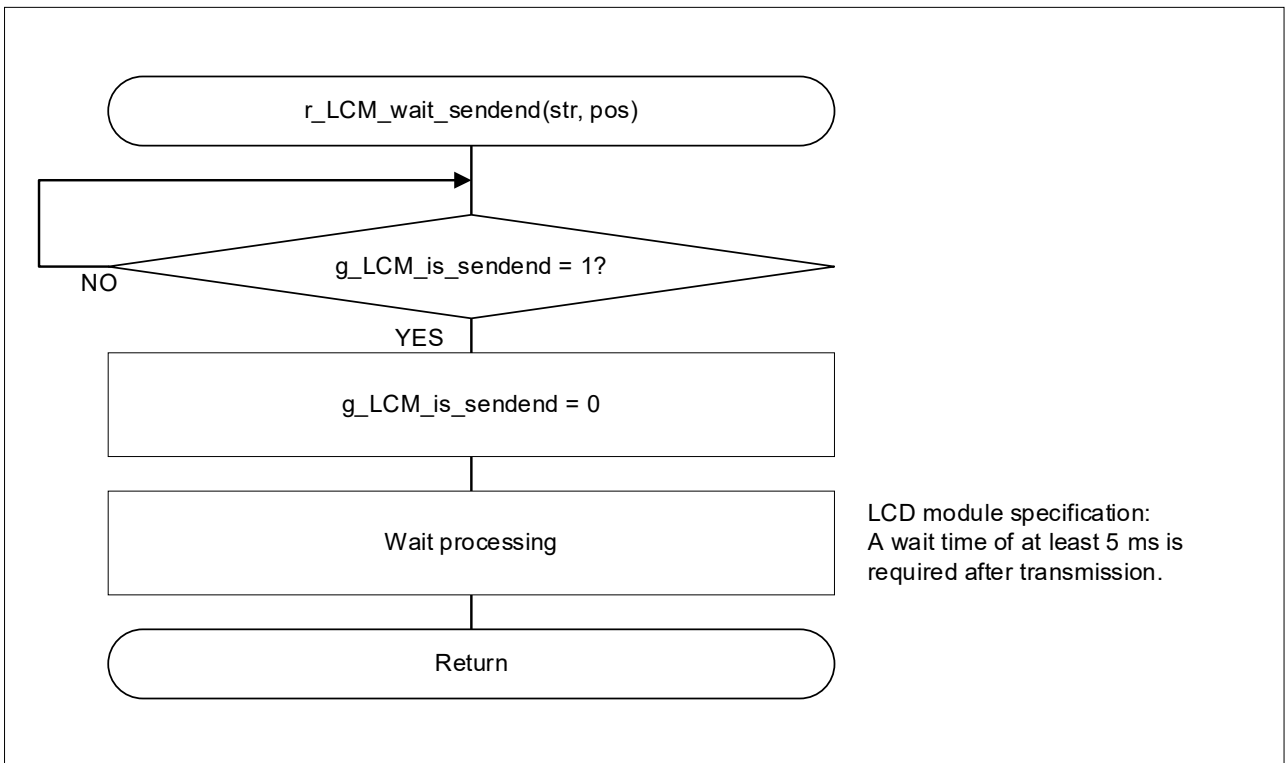 r_LCM_wait_sendend(str, pos)
g_LCM_is_sendend = 1?
NO
YES
g_LCM_is_sendend = 0
Wait processing
LCD module specification:
A wait time of at least 5 ms is
required after transmission.
Return